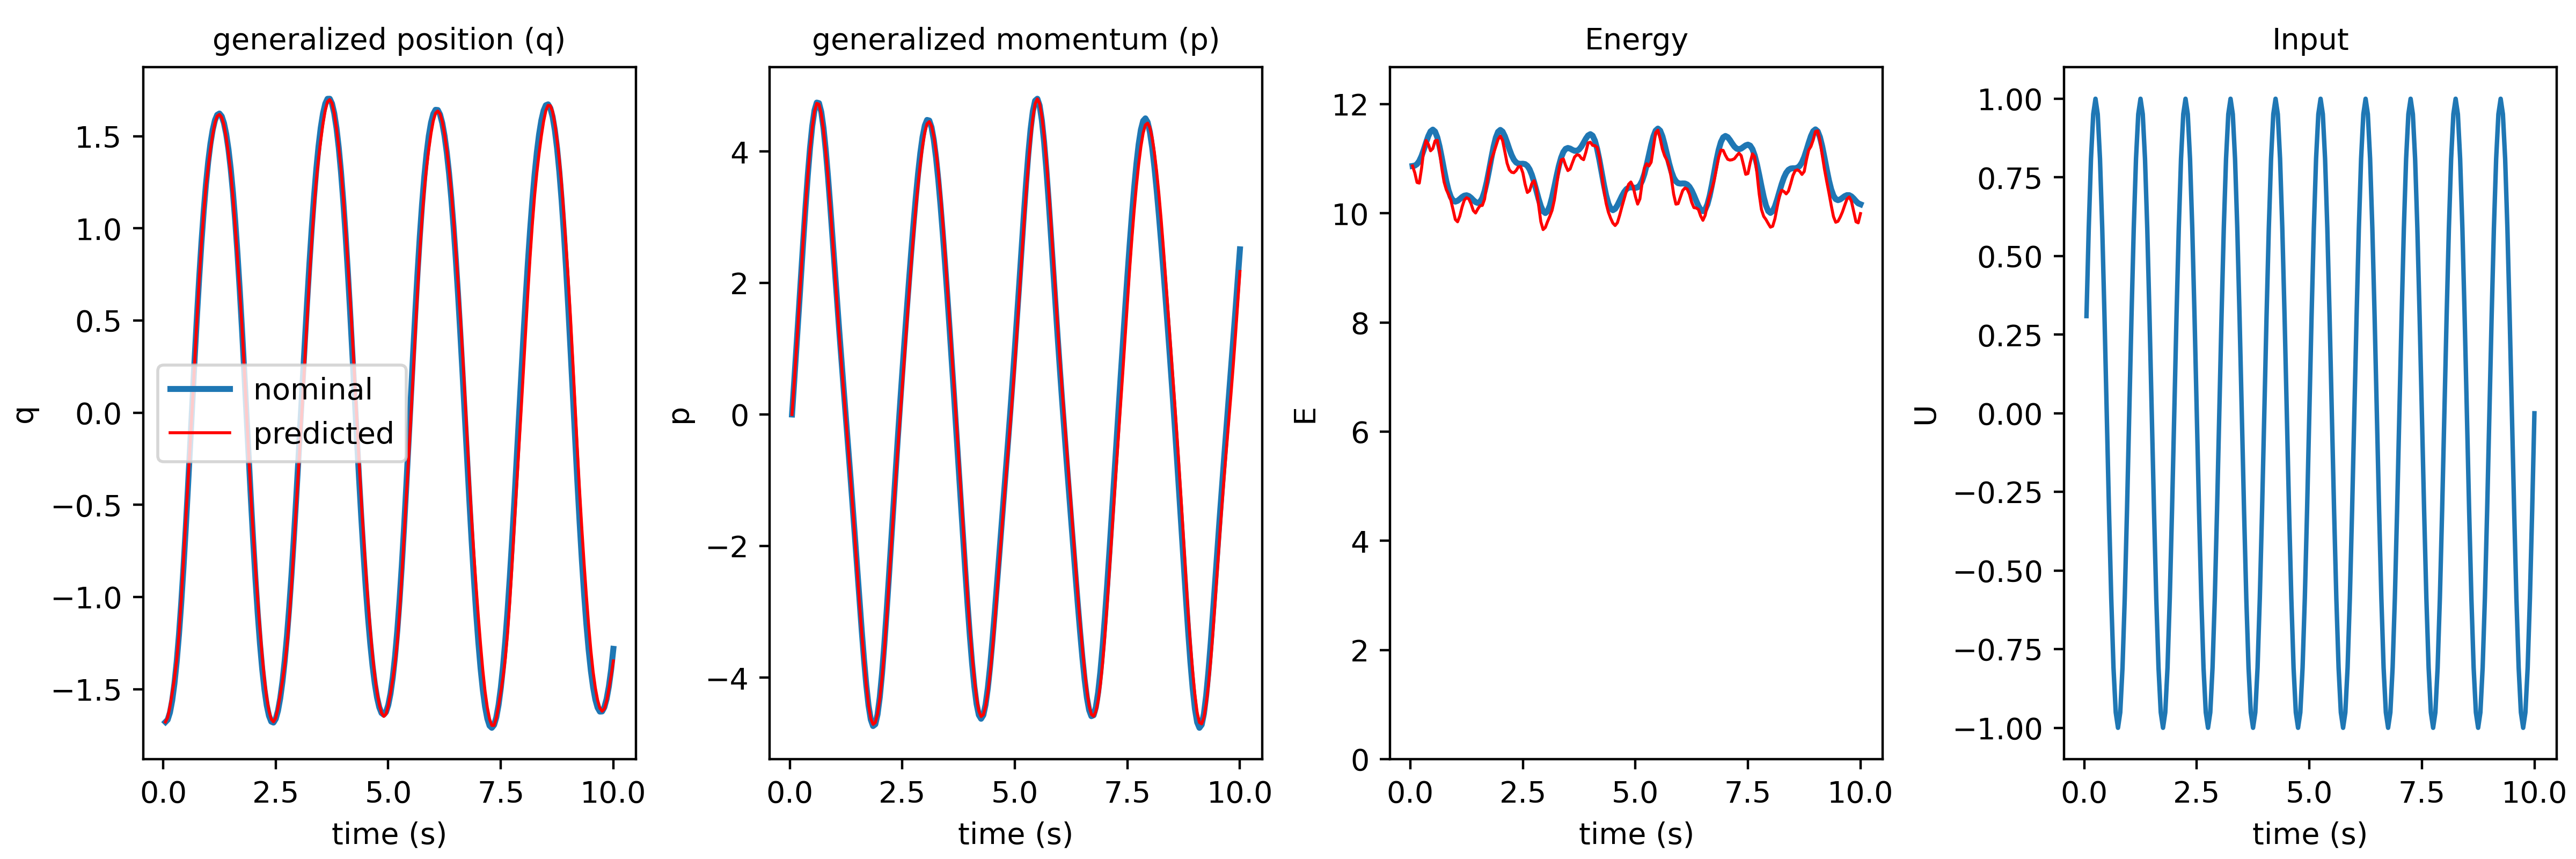 generalized position (q)
q
1.5
1.0
0.5
0.0
−0.5
−1.0
−1.5
nominal
predicted
0.0 2.5 5.0 7.5 10.0
time (s)
generalized momentum (p)
p
4
2
0
−2
−4
0.0 2.5 5.0 7.5 10.0
time (s)
Energy
E
12
10
8
6
4
2
0
0.0 2.5 5.0 7.5 10.0
time (s)
Input
U
1.00
0.75
0.50
0.25
0.00
−0.25
−0.50
−0.75
−1.00
0.0 2.5 5.0 7.5 10.0
time (s)